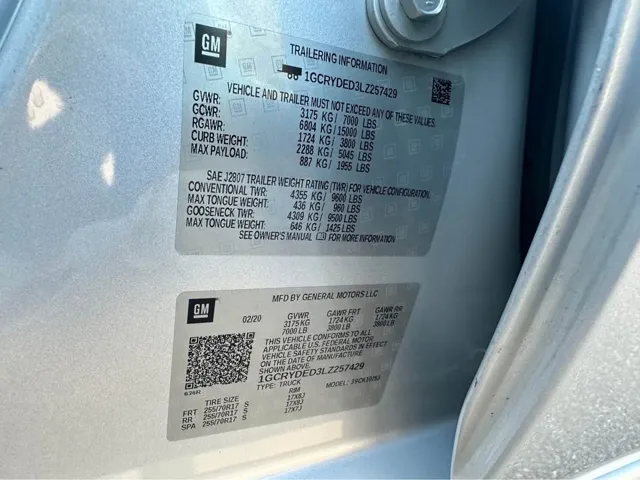 GM
TRAILERING INFORMATION
1GCRYDED3LZ257429
VEHICLE AND TRAILER MUST NOT EXCEED ANY OF THESE VALUES.
GVWR: 3175 KG/ 7000 LBS
GCWR: 6804 KG/15000 LBS
RGAWR: 1724 KG/ 3800 LBS
CURB WEIGHT: 2288 KG/ 5045 LBS
MAX PAYLOAD: 887 KG/ 1955 LBS
SAE J2807 TRAILER WEIGHT RATING (TWR) FOR VEHICLE CONFIGURATION.
CONVENTIONAL TWR: 4355 KG/ 9600 LBS
MAX TONGUE WEIGHT: 436 KG/ 960 LBS
GOOSENECK TWR: 4309 KG/ 9500 LBS
MAX TONGUE WEIGHT: 646 KG/ 1425 LBS
SEE OWNER'S MANUAL FOR MORE INFORMATION
GM
MFD BY GENERAL MOTORS LLC
02/20 GVWR GAWR FRT GAWR RR
3175 KG 1724 KG 1724 KG
7000 LB 3800 LB 3800 LB
THIS VEHICLE CONFORMS TO ALL
APPLICABLE U.S. FEDERAL MOTOR
VEHICLE SAFETY STANDARDS IN EFFECT
ON THE DATE OF MANUFACTURE
SHOWN ABOVE.
1GCRYDED3LZ257429
TYPE: TRUCK
636R
TIRE SIZE RIM
FRT 255/70R17 S 17X8J
RR 255/70R17 S 17X8J
SPA 255/70R17 S 17X7J